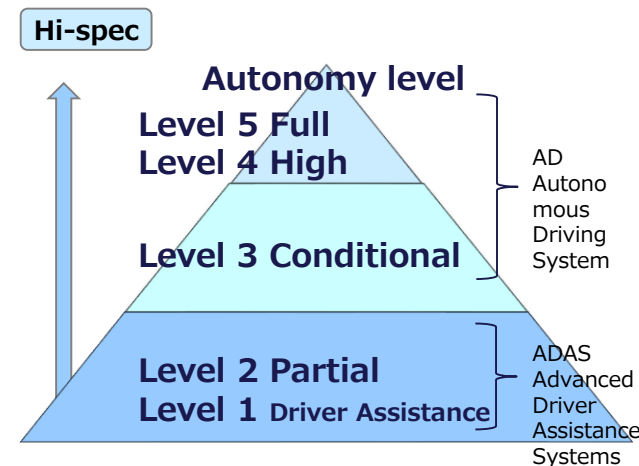 Hi-spec
Autonomy level
Level 5 Full
Level 4 High
Level 3 Conditional
Level 2 Partial
Level 1 Driver Assistance
AD
Autono
mous
Driving
System
ADAS
Advanced
Driver
Assistance
Systems